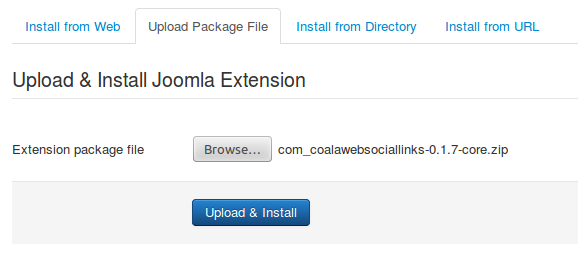 Install from Web Upload Package File Install from Directory Install from URL
Upload & Install Joomla Extension
Extension package file Browse... com_coalawebsociallinks-0.1.7-core.zip
Upload & Install